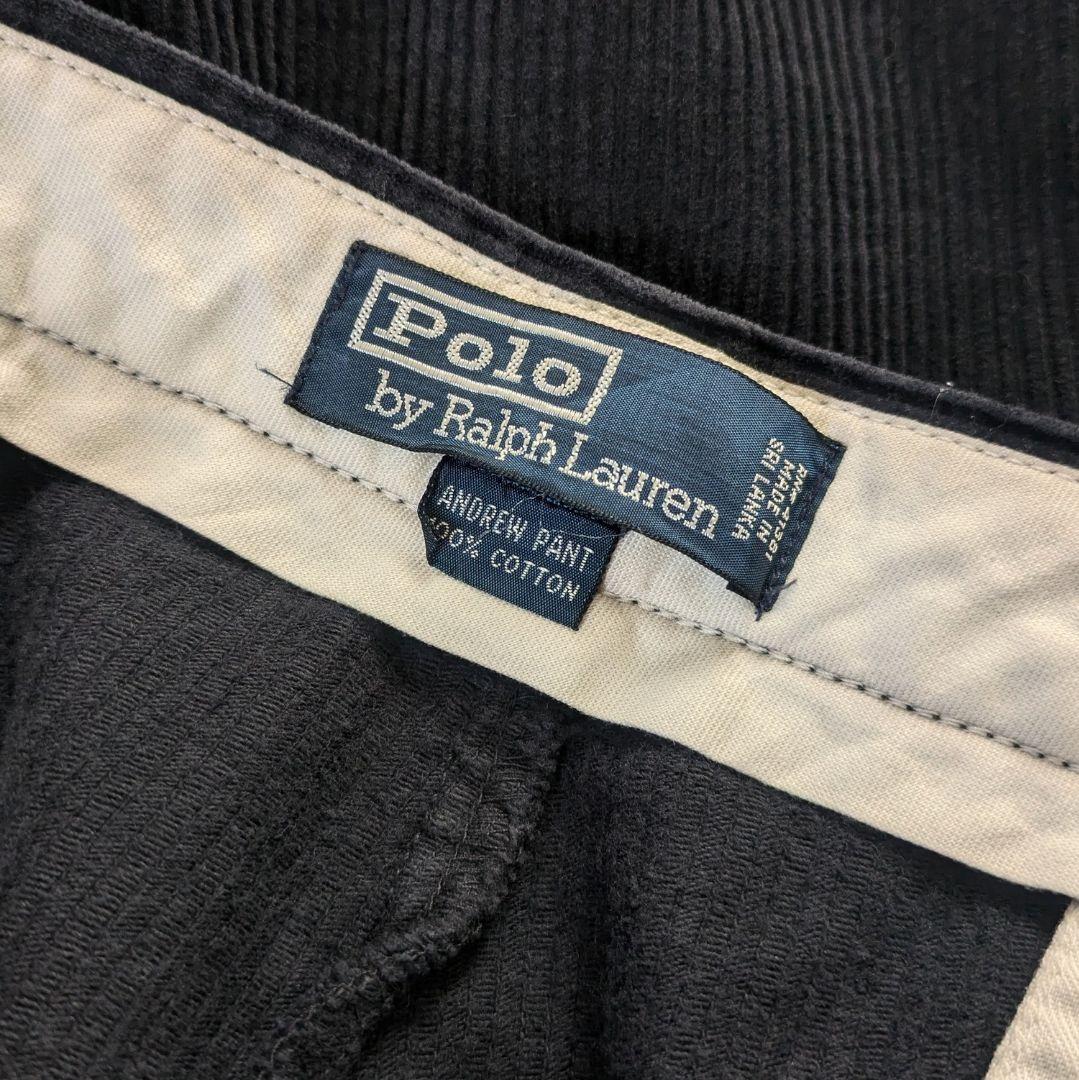 Polo
by Ralph Lauren
MADE IN
SRI LANKA
ANDREW PANT
100% COTTON